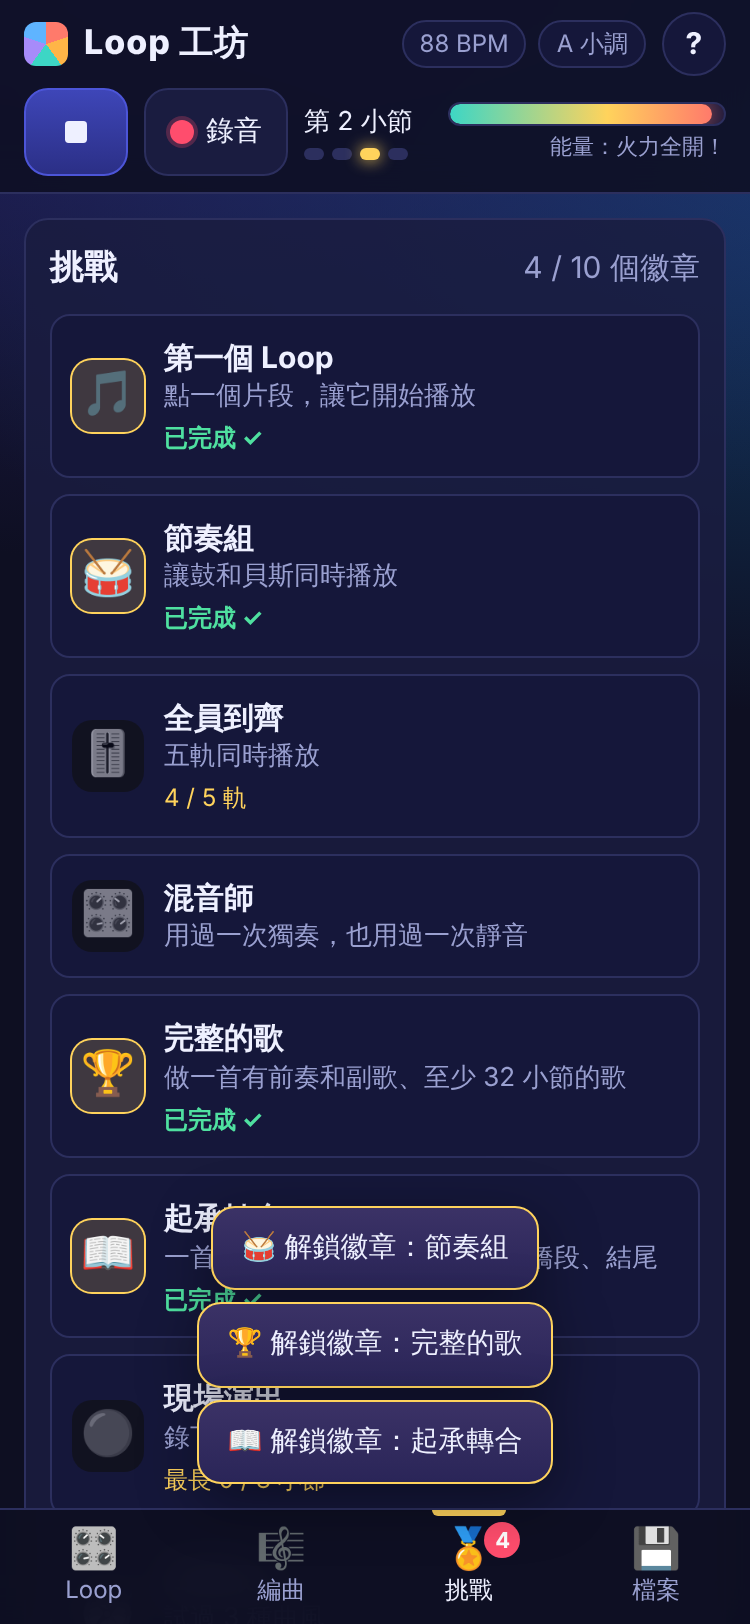 Loop 工坊
88 BPM
A 小調
?
錄音
第 2 小節
能量：火力全開！
挑戰
4 / 10 個徽章
第一個 Loop
點一個片段，讓它開始播放
已完成 ✓
節奏組
讓鼓和貝斯同時播放
已完成 ✓
全員到齊
五軌同時播放
4 / 5 軌
混音師
用過一次獨奏，也用過一次靜音
完整的歌
做一首有前奏和副歌、至少 32 小節的歌
已完成 ✓
起承轉合
一首
橋段、結尾
已完成 ✓
🥁 解鎖徽章：節奏組
🏆 解鎖徽章：完整的歌
現場演出
錄
📖 解鎖徽章：起承轉合
最長
Loop
編曲
4
挑戰
檔案